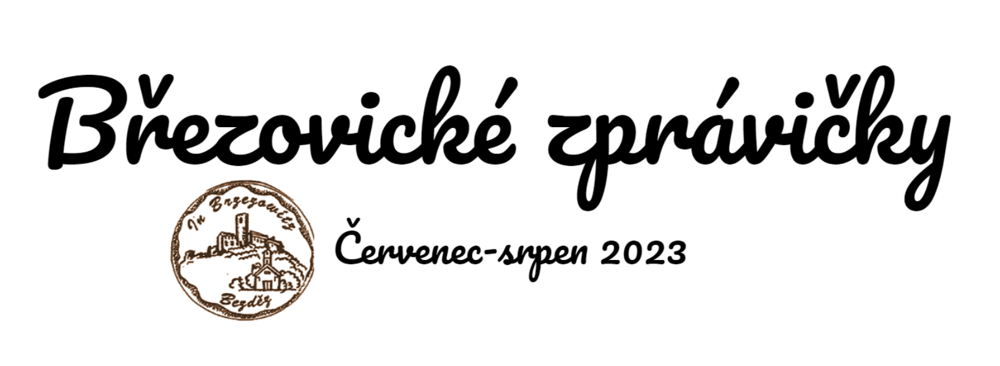 Březovické zprávičky
In Brzezowitz
Bezděz
Červenec-srpen 2023